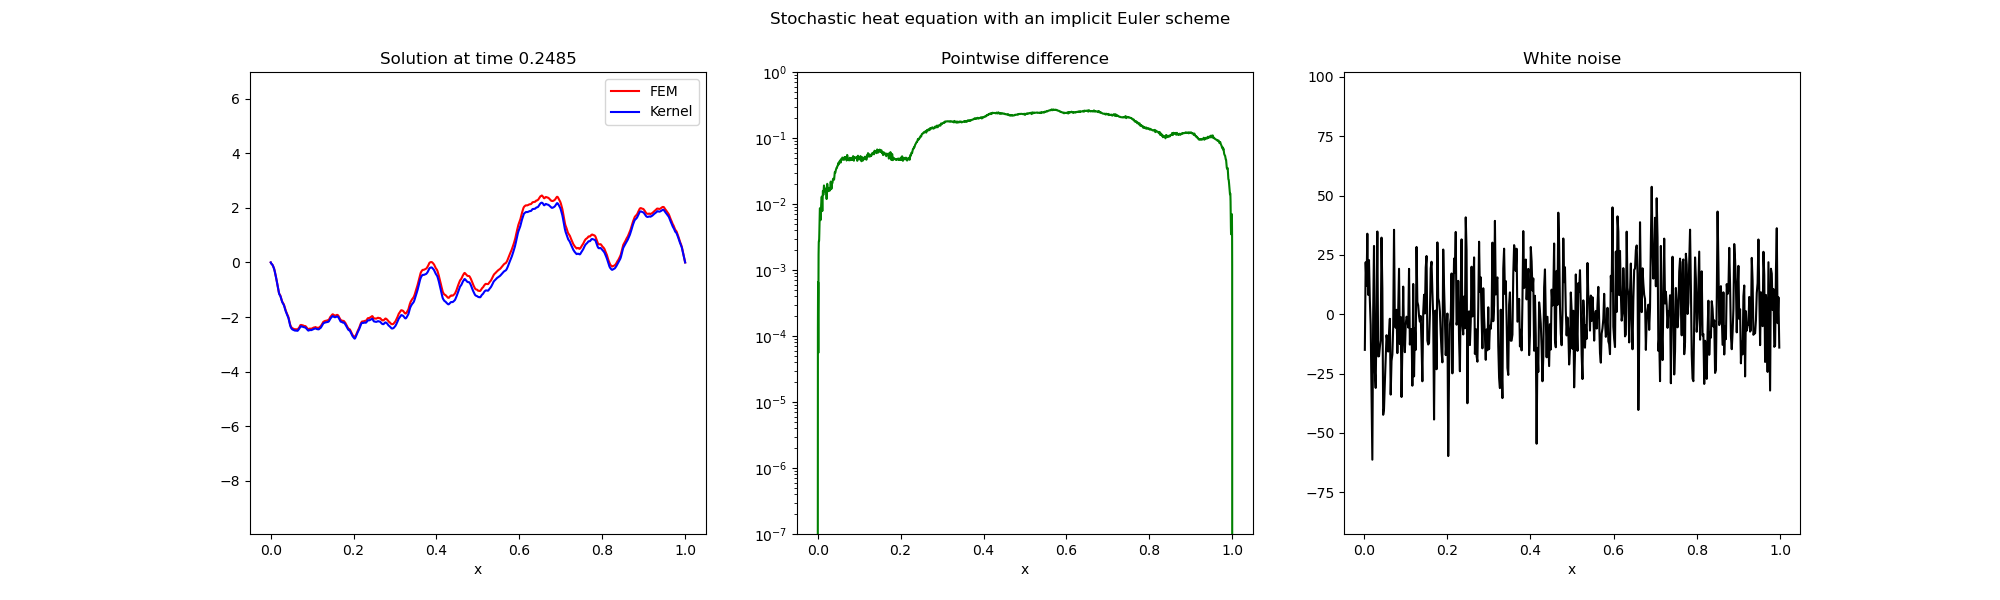 Stochastic heat equation with an implicit Euler scheme
Solution at time 0.2485
FEM
Kernel
6
4
2
0
−2
−4
−6
−8
0.0 0.2 0.4 0.6 0.8 1.0
x
Pointwise difference
10⁰
10⁻¹
10⁻²
10⁻³
10⁻⁴
10⁻⁵
10⁻⁶
10⁻⁷
0.0 0.2 0.4 0.6 0.8 1.0
x
White noise
100
75
50
25
0
−25
−50
−75
0.0 0.2 0.4 0.6 0.8 1.0
x